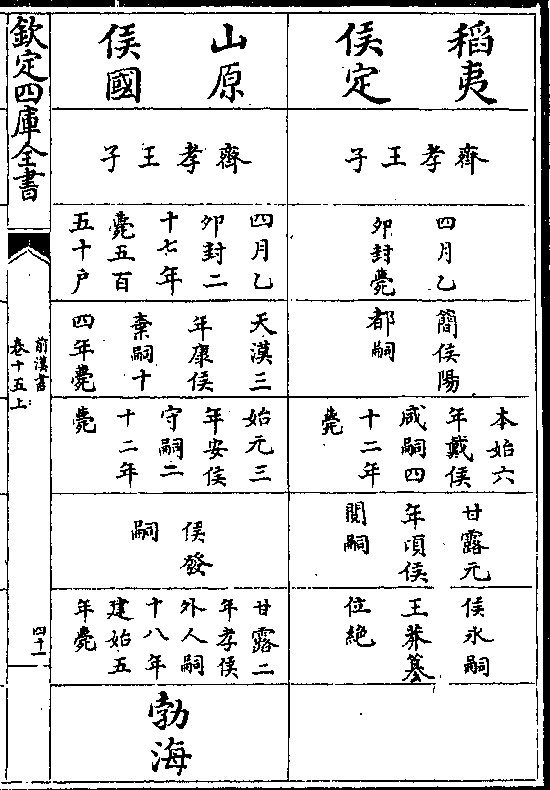 稻夷
侯定
齊孝王子
四月乙
卯封薨
簡侯陽
都嗣
本始六
年戴侯
咸嗣四
十二年
薨
甘露元
年頃侯
閎嗣
侯永嗣
王莽簒
位絶
山原
侯國
齊孝王子
四月乙
卯封二
十七年
薨五百
五十戸
天漢三
年康侯
棄嗣十
四年薨
始元三
年安侯
守嗣二
十二年
薨
侯發
嗣
甘露二
年孝侯
外人嗣
十八年
建始五
年薨
勃海
欽定四庫全書
前漢書
卷十五上
四十一